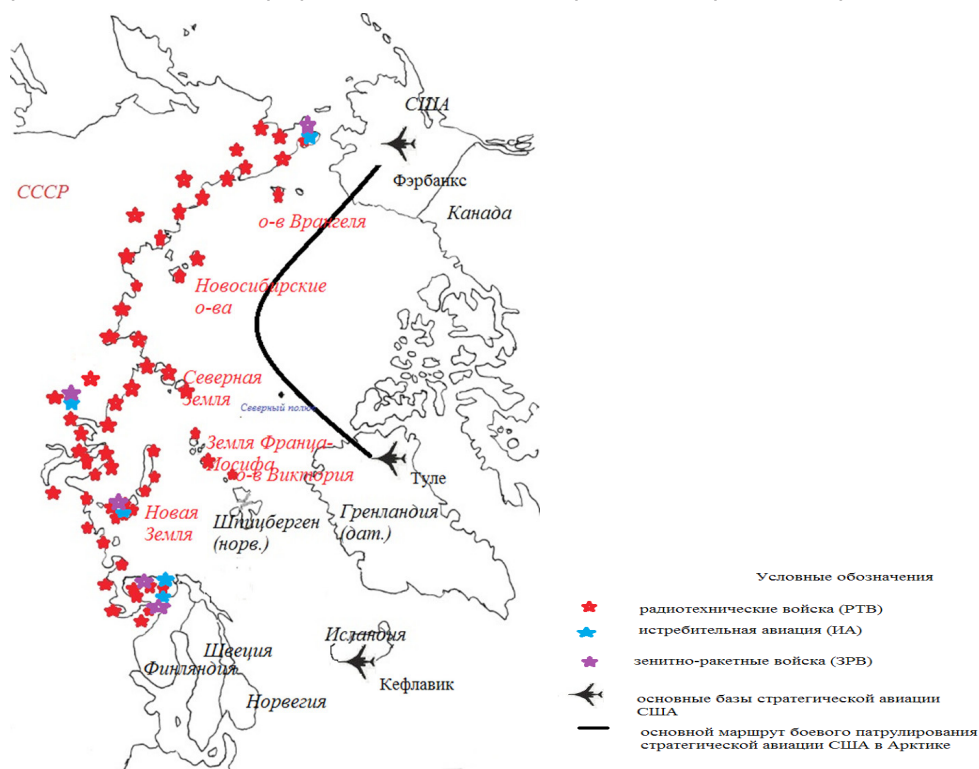 США
Фэрбанкс
СССР
Канада
о-в Врангеля
Новосибирские
о-ва
Северная
Земля
Северный полюс
Земля Франца-
Иосифа
о-в Виктория
Туле
Новая
Земля
Шпицберген
(норв.)
Гренландия
(дат.)
Исландия
Швеция
Финляндия
Кефлавик
Норвегия
Условные обозначения
радиотехнические войска (РТВ)
истребительная авиация (ИА)
зенитно-ракетные войска (ЗРВ)
основные базы стратегической авиации
США
основной маршрут боевого патрулирования
стратегической авиации США в Арктике